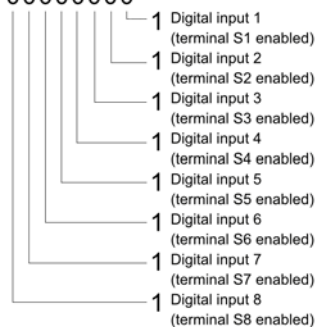 1 Digital input 1
(terminal S1 enabled)
1 Digital input 2
(terminal S2 enabled)
1 Digital input 3
(terminal S3 enabled)
1 Digital input 4
(terminal S4 enabled)
1 Digital input 5
(terminal S5 enabled)
1 Digital input 6
(terminal S6 enabled)
1 Digital input 7
(terminal S7 enabled)
1 Digital input 8
(terminal S8 enabled)